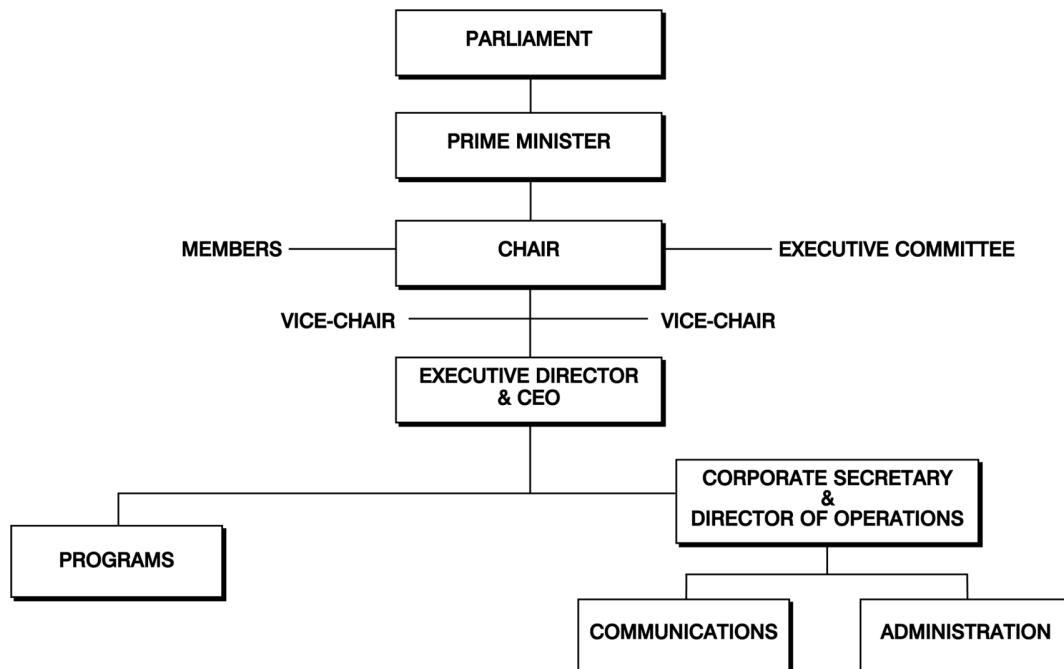 PARLIAMENT
PRIME MINISTER
MEMBERS
CHAIR
EXECUTIVE COMMITTEE
VICE-CHAIR
VICE-CHAIR
EXECUTIVE DIRECTOR
& CEO
CORPORATE SECRETARY
&
DIRECTOR OF OPERATIONS
PROGRAMS
COMMUNICATIONS
ADMINISTRATION